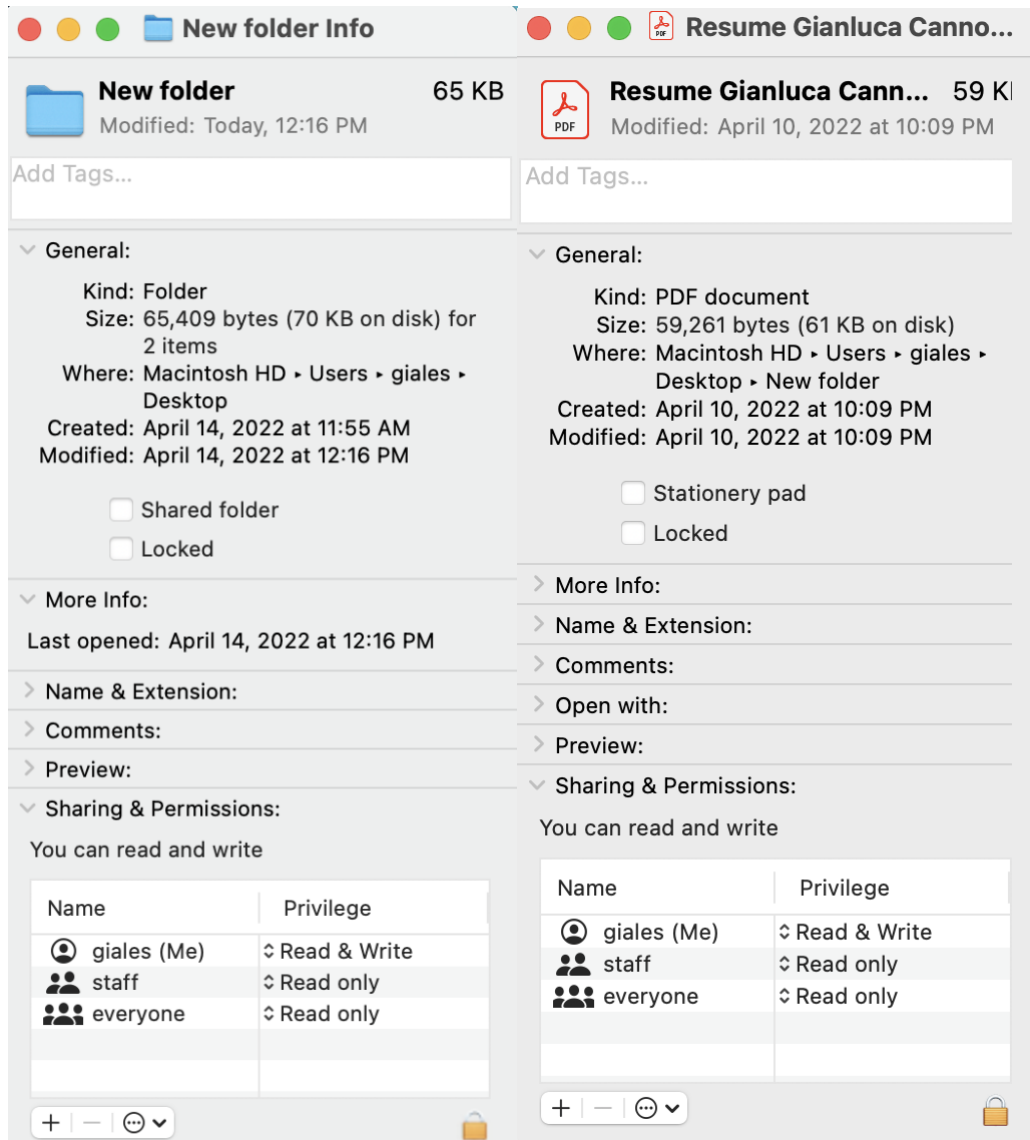 New folder Info
New folder 65 KB
Modified: Today, 12:16 PM
Add Tags...
General:
Kind: Folder
Size: 65,409 bytes (70 KB on disk) for
2 items
Where: Macintosh HD ▸ Users ▸ giales ▸
Desktop
Created: April 14, 2022 at 11:55 AM
Modified: April 14, 2022 at 12:16 PM
Shared folder
Locked
More Info:
Last opened: April 14, 2022 at 12:16 PM
Name & Extension:
Comments:
Preview:
Sharing & Permissions:
You can read and write
Name Privilege
giales (Me) Read & Write
staff Read only
everyone Read only
PDF
Resume Gianluca Canno...
PDF
Resume Gianluca Cann... 59 K
Modified: April 10, 2022 at 10:09 PM
Add Tags...
General:
Kind: PDF document
Size: 59,261 bytes (61 KB on disk)
Where: Macintosh HD ▸ Users ▸ giales ▸
Desktop ▸ New folder
Created: April 10, 2022 at 10:09 PM
Modified: April 10, 2022 at 10:09 PM
Stationery pad
Locked
More Info:
Name & Extension:
Comments:
Open with:
Preview:
Sharing & Permissions:
You can read and write
Name Privilege
giales (Me) Read & Write
staff Read only
everyone Read only